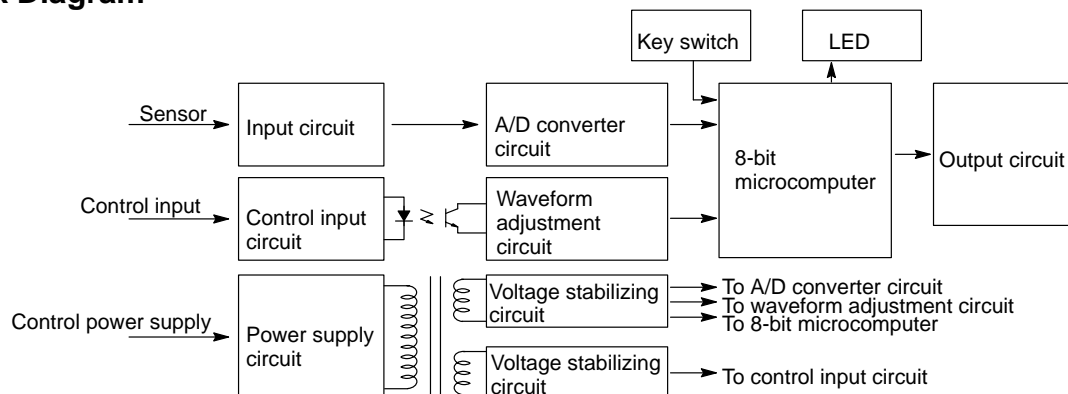 Diagram
Key switch
LED
Sensor
Input circuit
A/D converter
circuit
8-bit
microcomputer
Output circuit
Control input
Control input
circuit
Waveform
adjustment
circuit
Control power supply
Power supply
circuit
Voltage stabilizing
circuit
To A/D converter circuit
To waveform adjustment circuit
To 8-bit microcomputer
Voltage stabilizing
circuit
To control input circuit